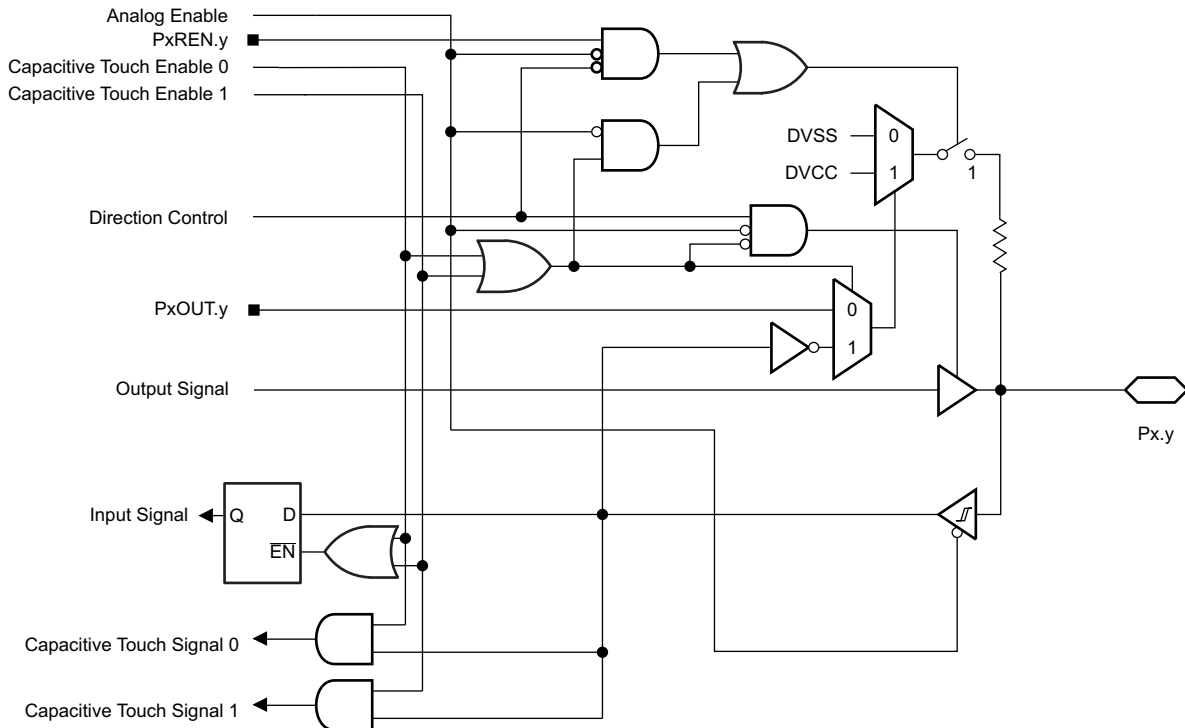 Analog Enable
PxREN.y
Capacitive Touch Enable 0
Capacitive Touch Enable 1
DVSS
0
DVCC
1
1
Direction Control
PxOUT.y
0
1
Output Signal
Px.y
Input Signal
Q
D
EN
Capacitive Touch Signal 0
Capacitive Touch Signal 1